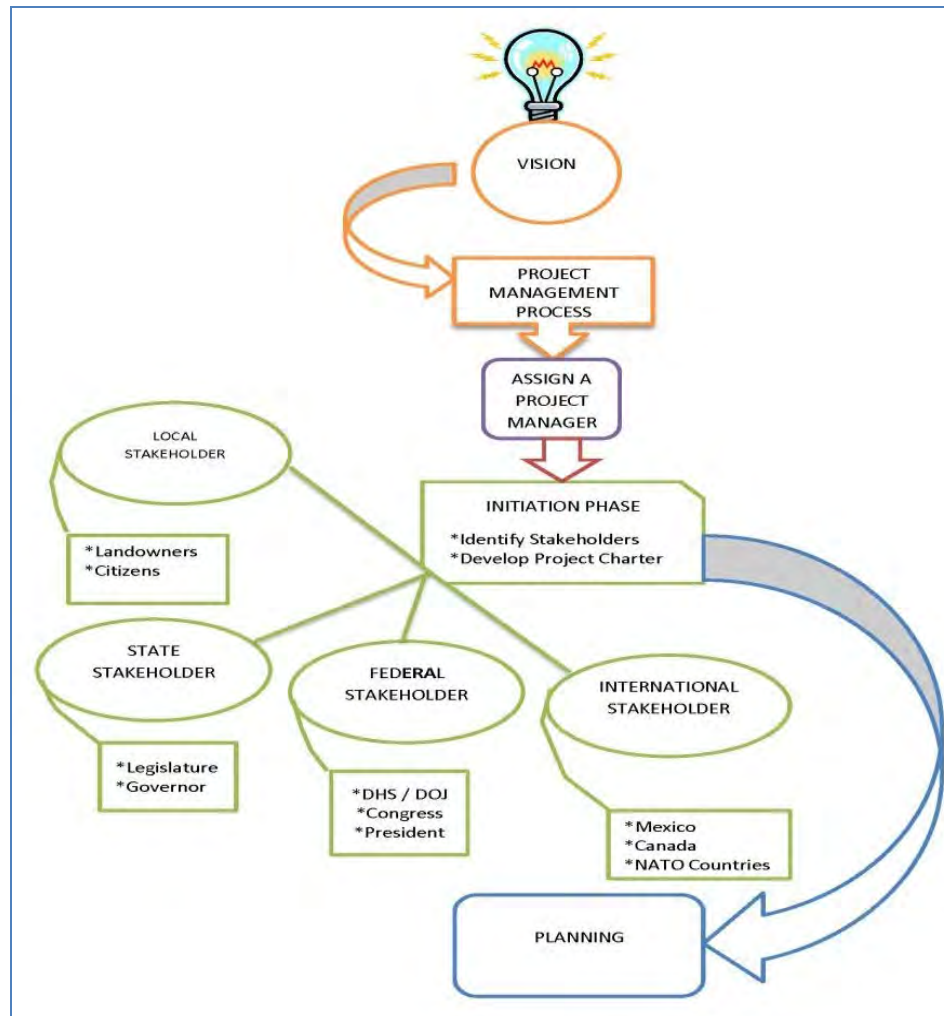 VISION
PROJECT
MANAGEMENT
PROCESS
ASSIGN A
PROJECT
MANAGER
INITIATION PHASE
*Identify Stakeholders
*Develop Project Charter
LOCAL
STAKEHOLDER
*Landowners
*Citizens
STATE
STAKEHOLDER
*Legislature
*Governor
FEDERAL
STAKEHOLDER
*DHS / DOJ
*Congress
*President
INTERNATIONAL
STAKEHOLDER
*Mexico
*Canada
*NATO Countries
PLANNING